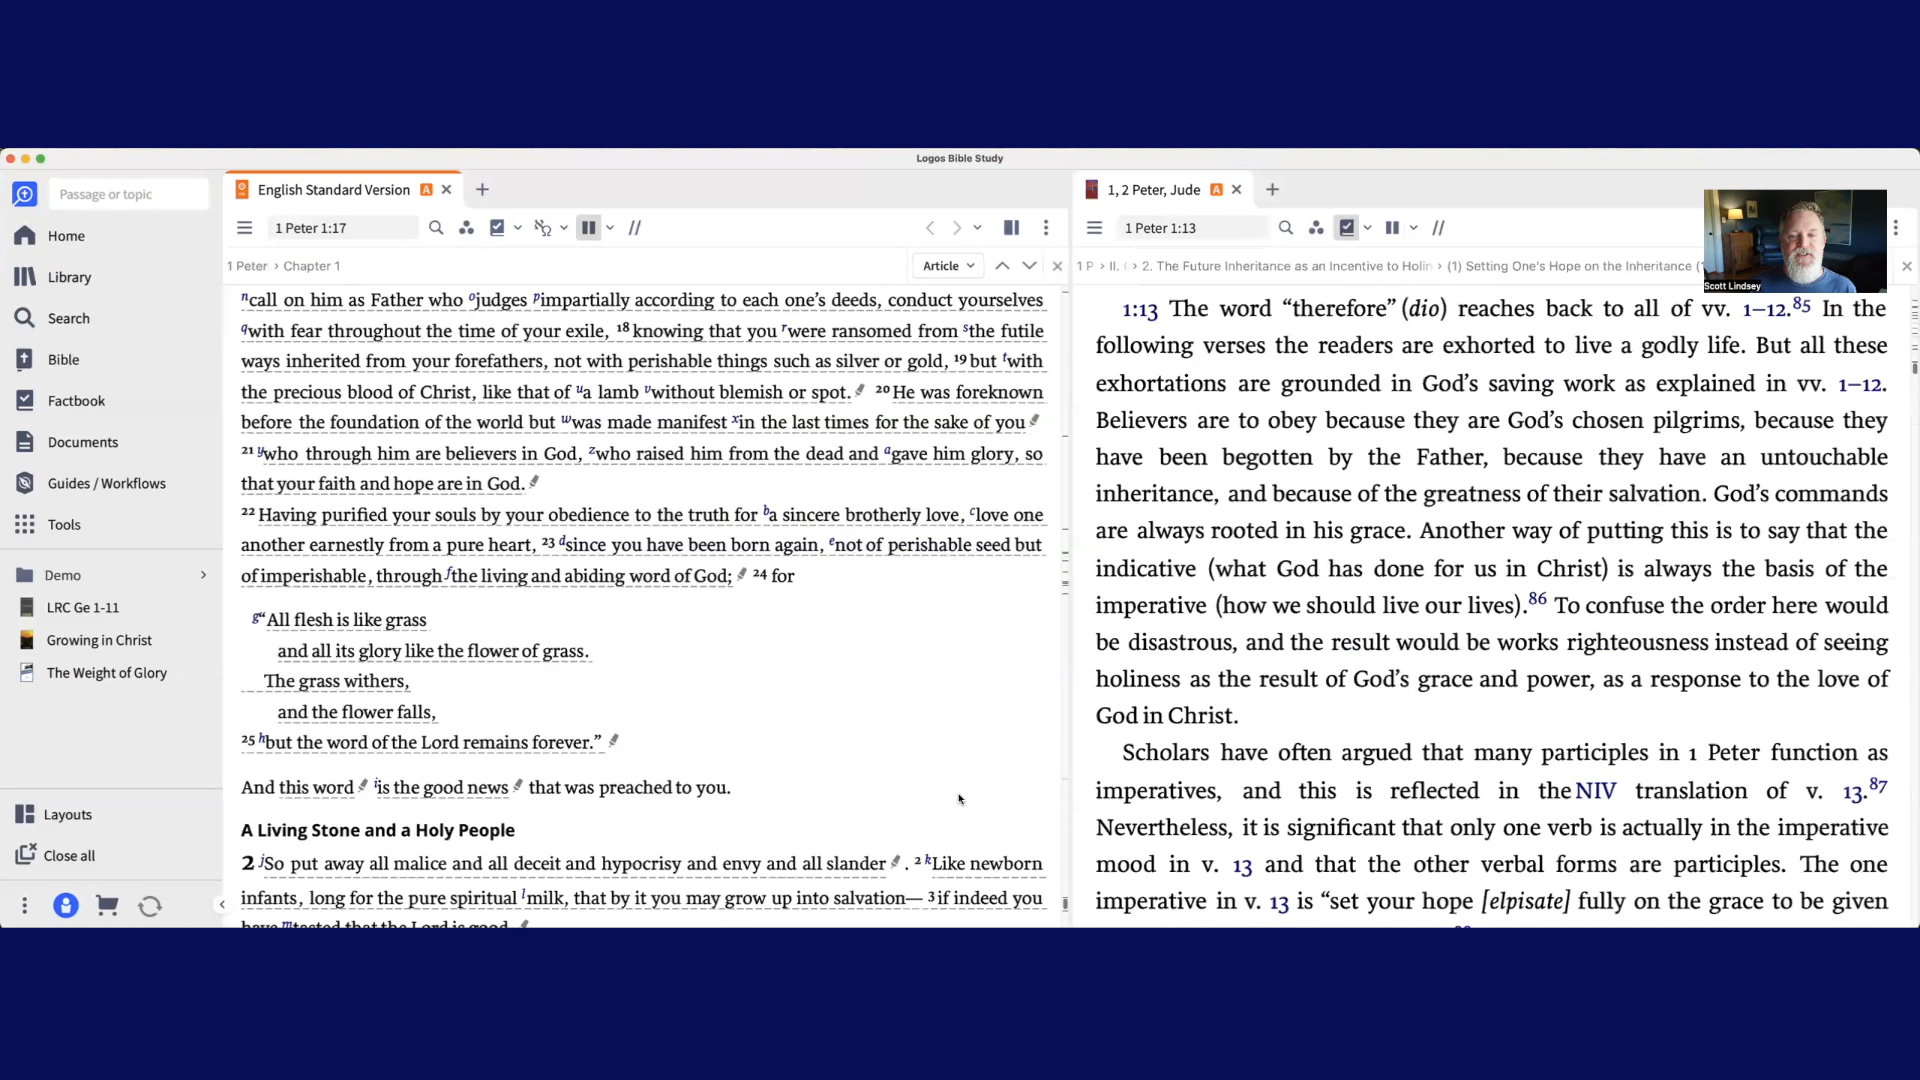 Logos Bible Study
Passage or topic
Home
Library
Search
Bible
Factbook
Documents
Guides / Workflows
Tools
Demo
LRC Ge 1-11
Growing in Christ
The Weight of Glory
Layouts
Close all
English Standard Version A
1 Peter 1:17
1 Peter › Chapter 1
Article
ⁿcall on him as Father who ᵒjudges ᵖimpartially according to each one’s deeds, conduct yourselves
qwith fear throughout the time of your exile, ¹⁸ knowing that you ʳwere ransomed from ˢthe futile
ways inherited from your forefathers, not with perishable things such as silver or gold, ¹⁹ but ᵗwith
the precious blood of Christ, like that of ᵘa lamb ᵛwithout blemish or spot. ²⁰ He was foreknown
before the foundation of the world but ʷwas made manifest ˣin the last times for the sake of you
²¹ ʸwho through him are believers in God, ᶻwho raised him from the dead and ᵃgave him glory, so
that your faith and hope are in God.
²² Having purified your souls by your obedience to the truth for ᵇa sincere brotherly love, ᶜlove one
another earnestly from a pure heart, ²³ ᵈsince you have been born again, ᵉnot of perishable seed but
of imperishable, through ᶠthe living and abiding word of God; ²⁴ for
ᵍ“All flesh is like grass
and all its glory like the flower of grass.
The grass withers,
and the flower falls,
²⁵ ʰbut the word of the Lord remains forever.”
And this word ⁱis the good news that was preached to you.
A Living Stone and a Holy People
2 ʲSo put away all malice and all deceit and hypocrisy and envy and all slander . ² ᵏLike newborn
infants, long for the pure spiritual ˡmilk, that by it you may grow up into salvation— ³ if indeed you
have ᵐtasted that the Lord is good.
1, 2 Peter, Jude A
1 Peter 1:13
1 P › II. ( › 2. The Future Inheritance as an Incentive to Holin › (1) Setting One's Hope on the Inheritance (1
Scott Lindsey
1:13 The word “therefore” (dio) reaches back to all of vv. 1–12.⁸⁵ In the
following verses the readers are exhorted to live a godly life. But all these
exhortations are grounded in God’s saving work as explained in vv. 1–12.
Believers are to obey because they are God’s chosen pilgrims, because they
have been begotten by the Father, because they have an untouchable
inheritance, and because of the greatness of their salvation. God’s commands
are always rooted in his grace. Another way of putting this is to say that the
indicative (what God has done for us in Christ) is always the basis of the
imperative (how we should live our lives).⁸⁶ To confuse the order here would
be disastrous, and the result would be works righteousness instead of seeing
holiness as the result of God’s grace and power, as a response to the love of
God in Christ.
Scholars have often argued that many participles in 1 Peter function as
imperatives, and this is reflected in the NIV translation of v. 13.⁸⁷
Nevertheless, it is significant that only one verb is actually in the imperative
mood in v. 13 and that the other verbal forms are participles. The one
imperative in v. 13 is “set your hope [elpisate] fully on the grace to be given